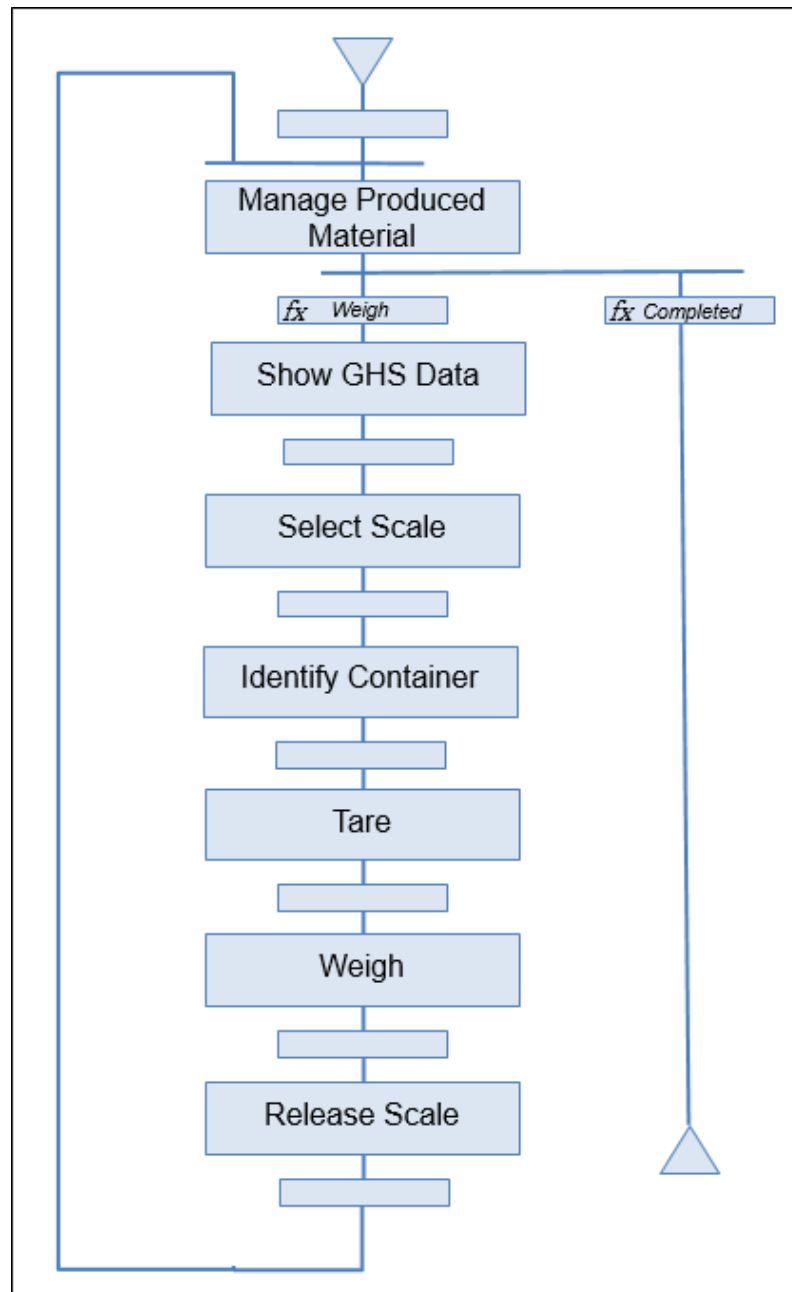 Manage Produced
Material
fx Weigh
fx Completed
Show GHS Data
Select Scale
Identify Container
Tare
Weigh
Release Scale